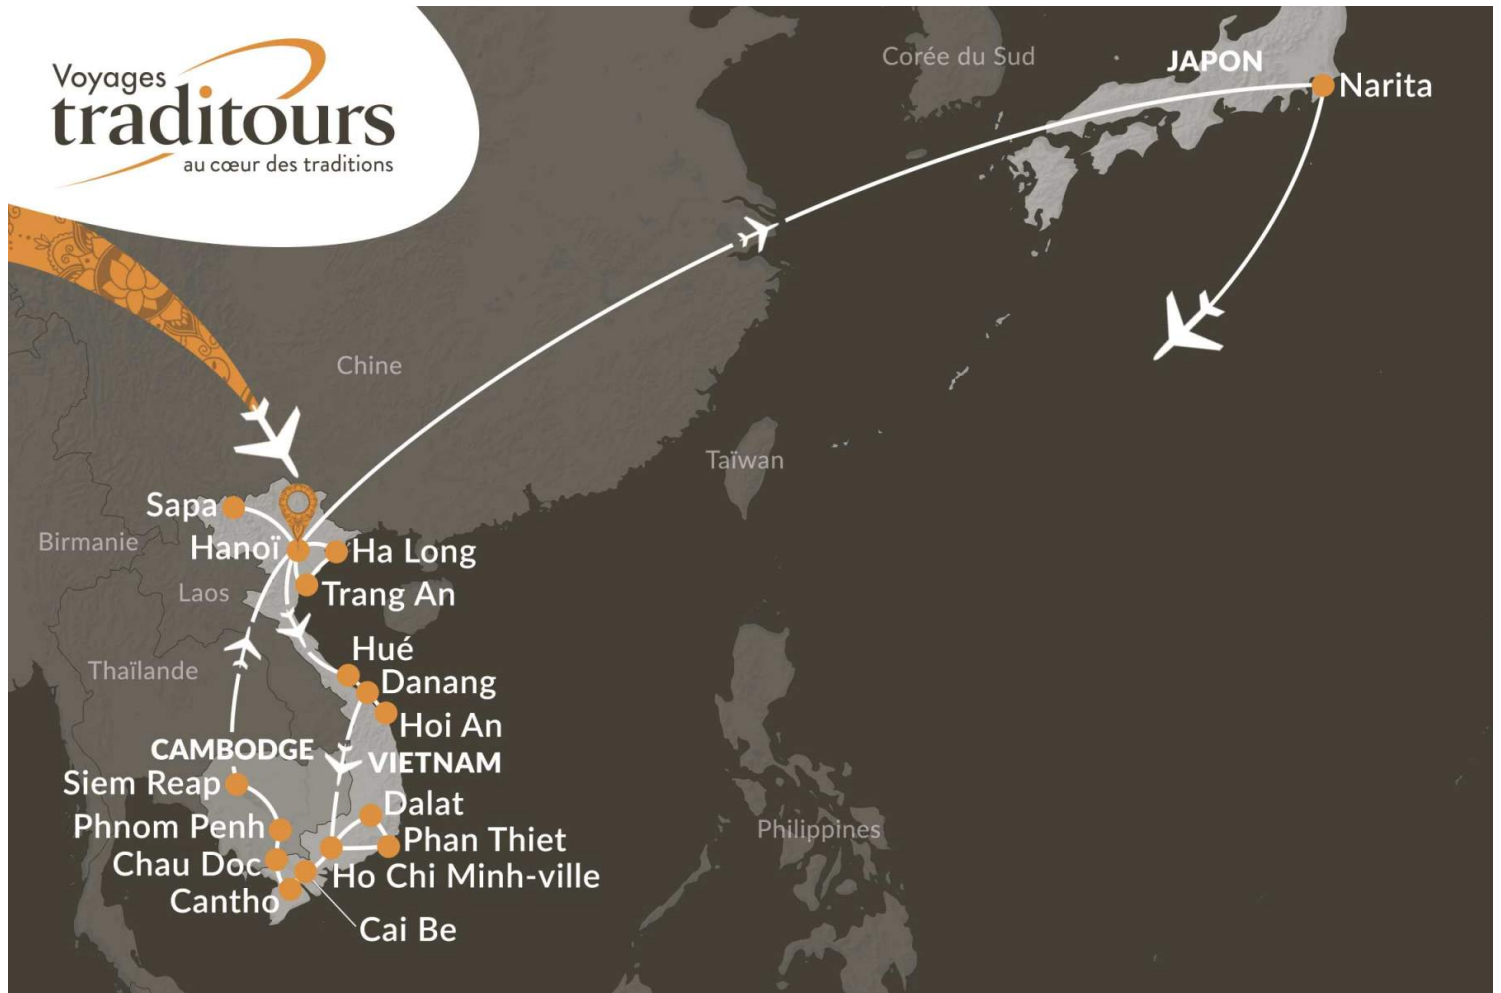 Voyages
traditours
au cœur des traditions
Corée du Sud
JAPON
Narita
Chine
Taïwan
Sapa
Birmanie
Hanoï
Ha Long
Laos
Trang An
Hué
Thaïlande
Danang
Hoi An
CAMBODGE
VIETNAM
Siem Reap
Dalat
Phnom Penh
Phan Thiet
Philippines
Chau Doc
Ho Chi Minh-ville
Cantho
Cai Be